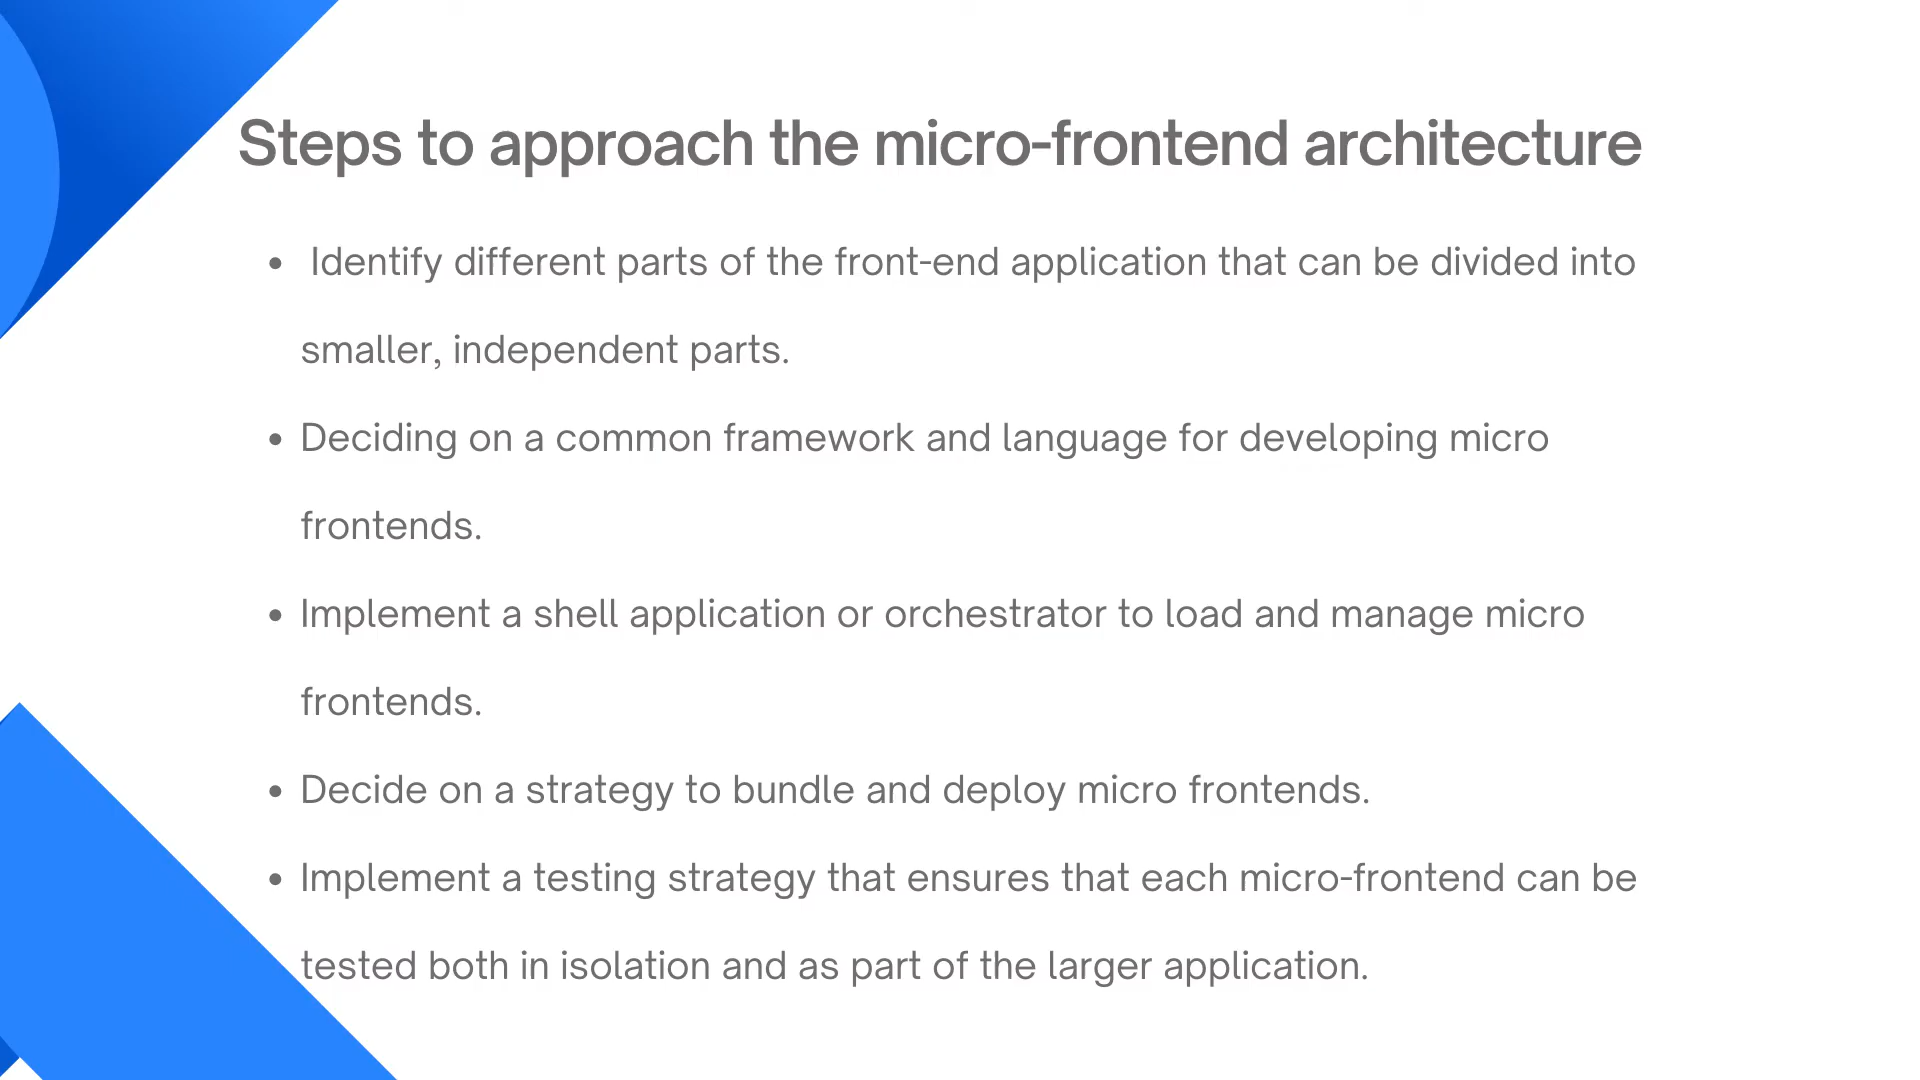 Steps to approach the micro-frontend architecture
• Identify different parts of the front-end application that can be divided into
smaller, independent parts.
• Deciding on a common framework and language for developing micro
frontends.
• Implement a shell application or orchestrator to load and manage micro
frontends.
• Decide on a strategy to bundle and deploy micro frontends.
• Implement a testing strategy that ensures that each micro-frontend can be
tested both in isolation and as part of the larger application.